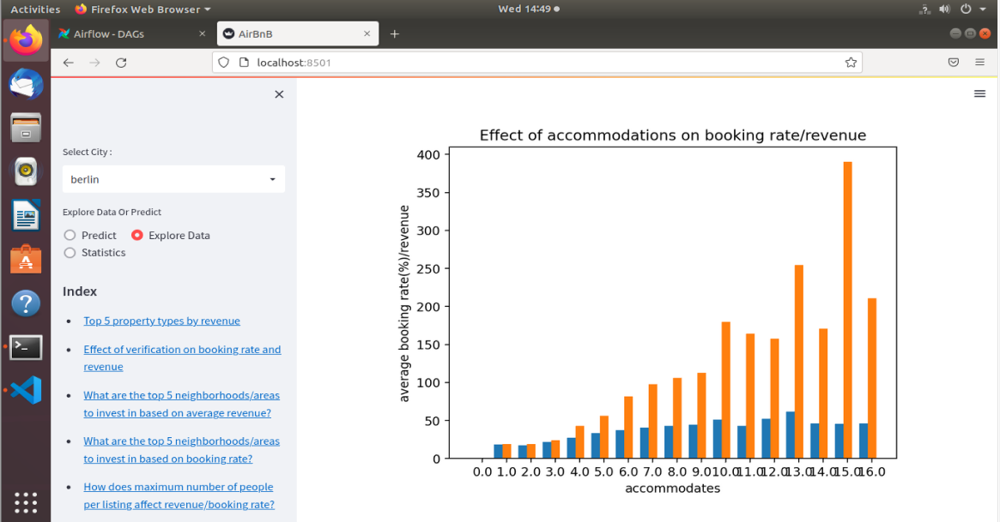 Activities Firefox Web Browser Wed 14:49
Airflow - DAGs AirBnB
localhost:8501
Select City :
berlin
Explore Data Or Predict
Predict Explore Data
Statistics
Index
Top 5 property types by revenue
Effect of verification on booking rate and
revenue
What are the top 5 neighborhoods/areas
to invest in based on average revenue?
What are the top 5 neighborhoods/areas
to invest in based on booking rate?
How does maximum number of people
per listing affect revenue/booking rate?
Effect of accommodations on booking rate/revenue
average booking rate(%)/revenue
400
350
300
250
200
150
100
50
0
0.0 1.0 2.0 3.0 4.0 5.0 6.0 7.0 8.0 9.0 10.0 11.0 12.0 13.0 14.0 15.0 16.0
accommodates